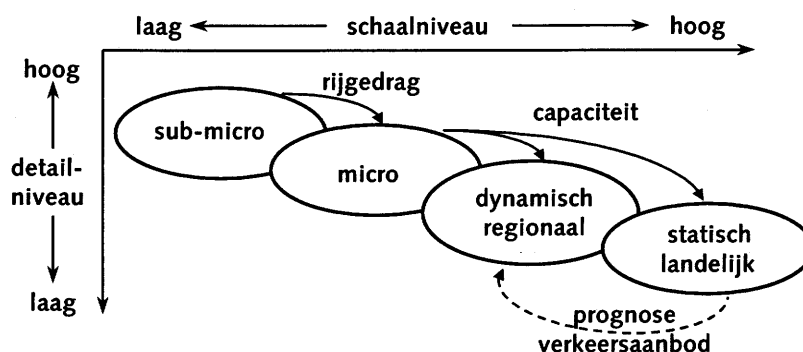 laag schaalniveau hoog
hoog
rijgedrag
capaciteit
sub-micro
detail-
niveau
micro
dynamisch
regionaal
statisch
landelijk
laag
prognose
verkeersaanbod